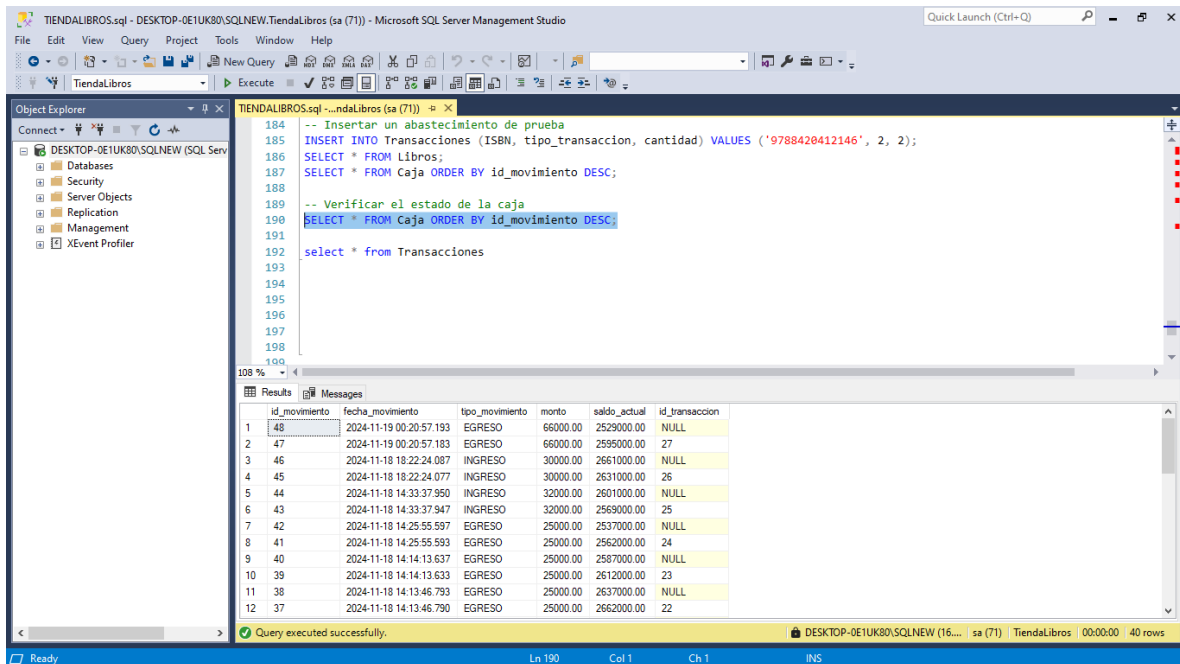 TIENDALIBROS.sql - DESKTOP-0E1UK80\SQLNEW.TiendaLibros (sa (71)) - Microsoft SQL Server Management Studio
Quick Launch (Ctrl+Q)
File Edit View Query Project Tools Window Help
New Query
TiendaLibros Execute
Object Explorer
Connect
DESKTOP-0E1UK80\SQLNEW (SQL Serv
Databases
Security
Server Objects
Replication
Management
XEvent Profiler
TIENDALIBROS.sql -...ndaLibros (sa (71))
184 -- Insertar un abastecimiento de prueba
185 INSERT INTO Transacciones (ISBN, tipo_transaccion, cantidad) VALUES ('9788420412146', 2, 2);
186 SELECT * FROM Libros;
187 SELECT * FROM Caja ORDER BY id_movimiento DESC;
188
189 -- Verificar el estado de la caja
190 SELECT * FROM Caja ORDER BY id_movimiento DESC;
191
192 select * from Transacciones
193
194
195
196
197
198
199
108 %
Results Messages
id_movimiento fecha_movimiento tipo_movimiento monto saldo_actual id_transaccion
1 48 2024-11-19 00:20:57.193 EGRESO 66000.00 2529000.00 NULL
2 47 2024-11-19 00:20:57.183 EGRESO 66000.00 2595000.00 27
3 46 2024-11-18 18:22:24.087 INGRESO 30000.00 2661000.00 NULL
4 45 2024-11-18 18:22:24.077 INGRESO 30000.00 2631000.00 26
5 44 2024-11-18 14:33:37.950 INGRESO 32000.00 2601000.00 NULL
6 43 2024-11-18 14:33:37.947 INGRESO 32000.00 2569000.00 25
7 42 2024-11-18 14:25:55.597 EGRESO 25000.00 2537000.00 NULL
8 41 2024-11-18 14:25:55.593 EGRESO 25000.00 2562000.00 24
9 40 2024-11-18 14:14:13.637 EGRESO 25000.00 2587000.00 NULL
10 39 2024-11-18 14:14:13.633 EGRESO 25000.00 2612000.00 23
11 38 2024-11-18 14:13:46.793 EGRESO 25000.00 2637000.00 NULL
12 37 2024-11-18 14:13:46.790 EGRESO 25000.00 2662000.00 22
Query executed successfully.
DESKTOP-0E1UK80\SQLNEW (16.... sa (71) TiendaLibros 00:00:00 40 rows
Ready Ln 190 Col 1 Ch 1 INS